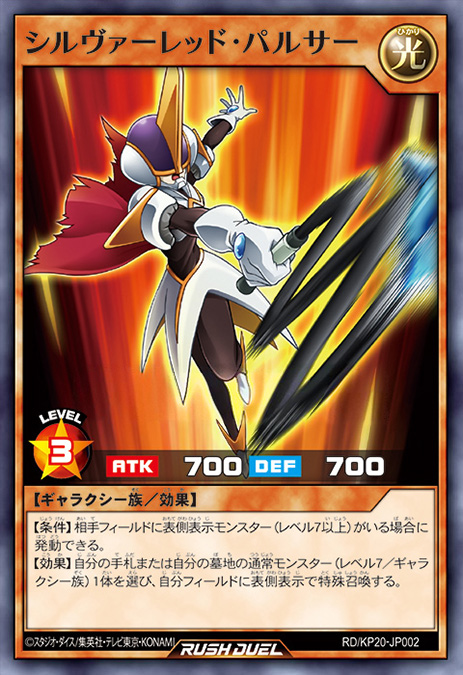 シルヴァーレッド・パルサー
ひかり
光
LEVEL
3
ATK 700 DEF 700
【ギャラクシー族／効果】
【条件】相手フィールドに表側表示モンスター(レベル7以上)がいる場合に
発動できる。
【効果】自分の手札または自分の墓地の通常モンスター(レベル7／ギャラ
クシー族)1体を選び、自分フィールドに表側表示で特殊召喚する。
©スタジオ・ダイス/集英社・テレビ東京・KONAMI
RUSH DUEL
RD/KP20-JP002